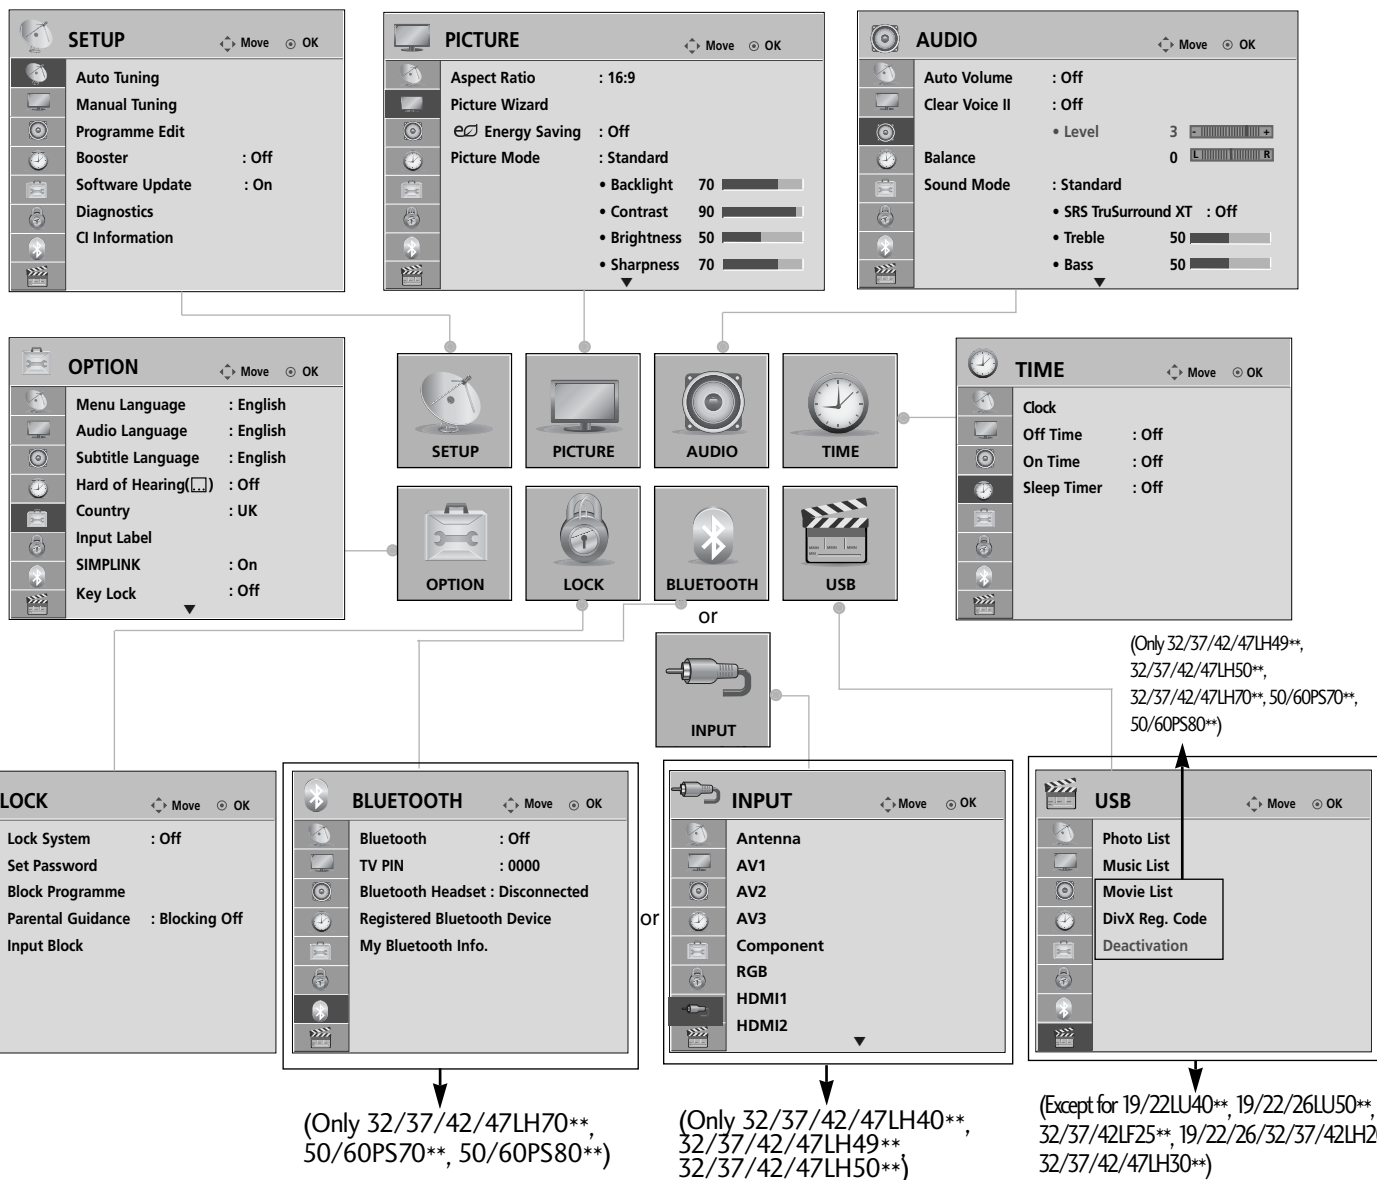 SETUP
Move OK
Auto Tuning
Manual Tuning
Programme Edit
Booster : Off
Software Update : On
Diagnostics
CI Information
PICTURE
Move OK
Aspect Ratio : 16:9
Picture Wizard
Energy Saving : Off
Picture Mode : Standard
• Backlight 70
• Contrast 90
• Brightness 50
• Sharpness 70
▼
AUDIO
Move OK
Auto Volume : Off
Clear Voice II : Off
• Level 3 - +
Balance 0 L R
Sound Mode : Standard
• SRS TruSurround XT : Off
• Treble 50
• Bass 50
▼
OPTION
Move OK
Menu Language : English
Audio Language : English
Subtitle Language : English
Hard of Hearing( ) : Off
Country : UK
Input Label
SIMPLINK : On
Key Lock : Off
▼
SETUP
PICTURE
AUDIO
TIME
OPTION
LOCK
BLUETOOTH
USB
or
INPUT
TIME
Move OK
Clock
Off Time : Off
On Time : Off
Sleep Timer : Off
(Only 32/37/42/47LH49**,
32/37/42/47LH50**,
32/37/42/47LH70**, 50/60PS70**,
50/60PS80**)
LOCK
Move OK
Lock System : Off
Set Password
Block Programme
Parental Guidance : Blocking Off
Input Block
BLUETOOTH
Move OK
Bluetooth : Off
TV PIN : 0000
Bluetooth Headset : Disconnected
Registered Bluetooth Device
My Bluetooth Info.
(Only 32/37/42/47LH70**,
50/60PS70**, 50/60PS80**)
or
INPUT
Move OK
Antenna
AV1
AV2
AV3
Component
RGB
HDMI1
HDMI2
▼
(Only 32/37/42/47LH40**,
32/37/42/47LH49**,
32/37/42/47LH50**)
USB
Move OK
Photo List
Music List
Movie List
DivX Reg. Code
Deactivation
(Except for 19/22LU40**, 19/22/26LU50**,
32/37/42LF25**, 19/22/26/32/37/42LH2
32/37/42/47LH30**)